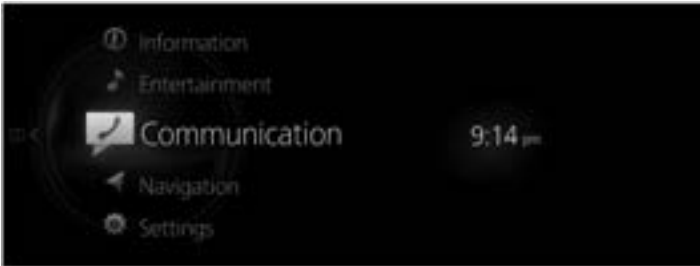 Information
Entertainment
Communication
9:14 pm
Navigation
Settings